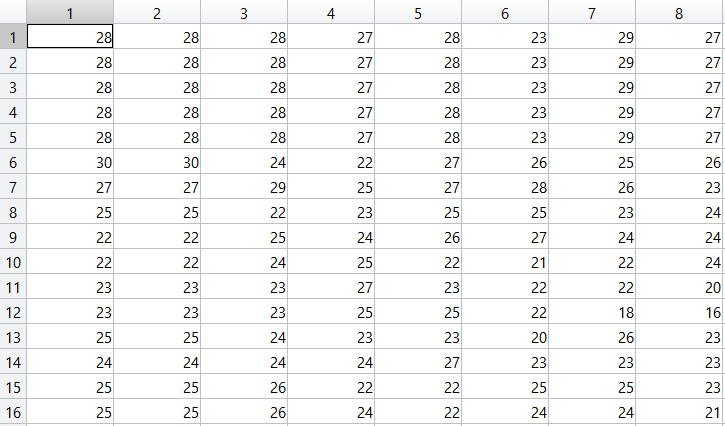 1 2 3 4 5 6 7 8
1 28 28 28 27 28 23 29 27
2 28 28 28 27 28 23 29 27
3 28 28 28 27 28 23 29 27
4 28 28 28 27 28 23 29 27
5 28 28 28 27 28 23 29 27
6 30 30 24 22 27 26 25 26
7 27 27 29 25 27 28 26 23
8 25 25 22 23 25 25 23 24
9 22 22 25 24 26 27 24 24
10 22 22 24 25 22 21 22 24
11 23 23 23 27 23 22 22 20
12 23 23 23 25 25 22 18 16
13 25 25 24 23 23 20 26 23
14 24 24 24 24 27 23 23 23
15 25 25 26 22 22 25 25 23
16 25 25 26 24 22 24 24 21